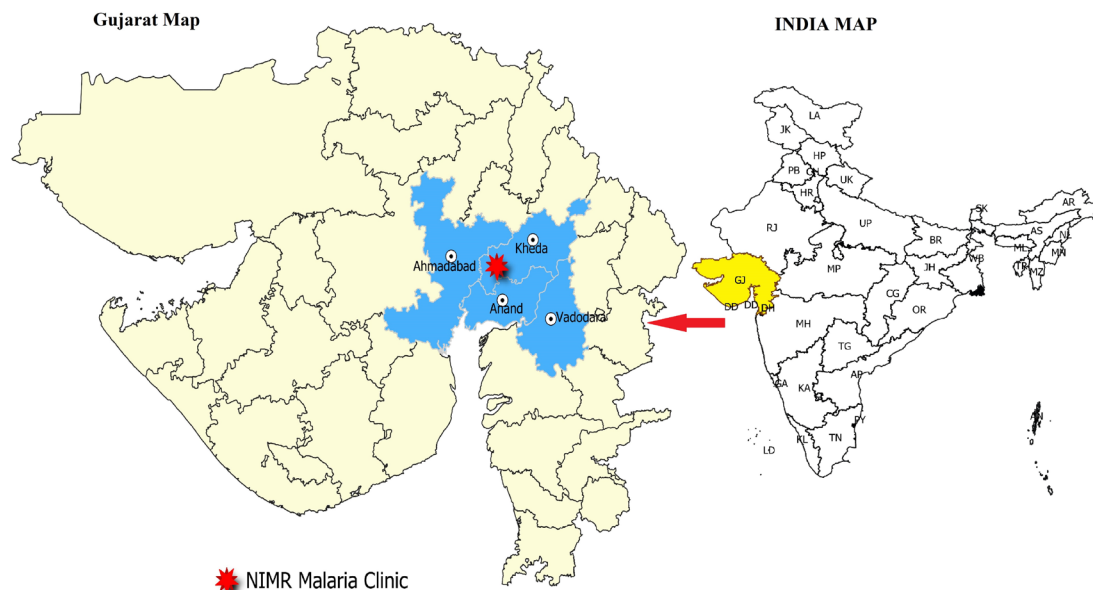 Gujarat Map
INDIA MAP
LA
JK
HP
PB
CH
UK
HR
AR
SK
RJ
UP
AS
NL
BR
ML
MN
TR
MZ
WB
JH
MP
GJ
CG
DD
DD
DH
OR
MH
TG
AP
GA
KA
PY
AN
KL
TN
LD
Kheda
Ahmadabad
Anand
Vadodara
NIMR Malaria Clinic